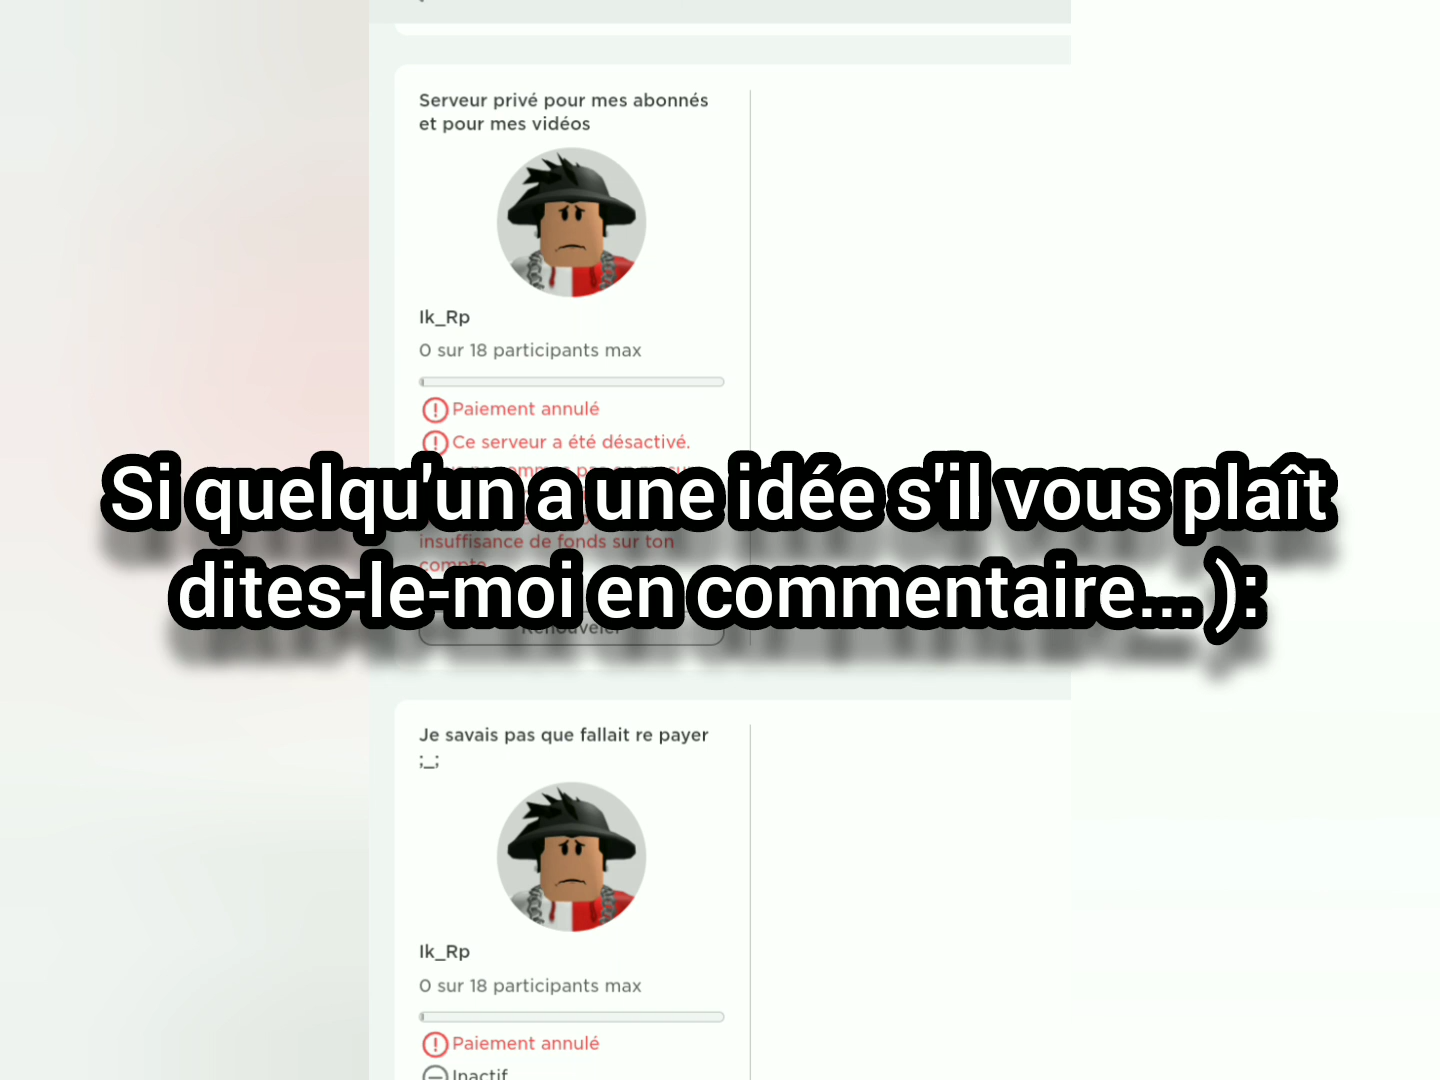 Serveur privé pour mes abonnés
et pour mes vidéos
Ik_Rp
0 sur 18 participants max
Paiement annulé
Ce serveur a été désactivé.
Si quelqu'un a une idée s'il vous plaît
insuffisance de fonds sur ton
compte
dites-le-moi en commentaire... ):
Renouveler
Je savais pas que fallait re payer
;_;
Ik_Rp
0 sur 18 participants max
Paiement annulé
Inactif